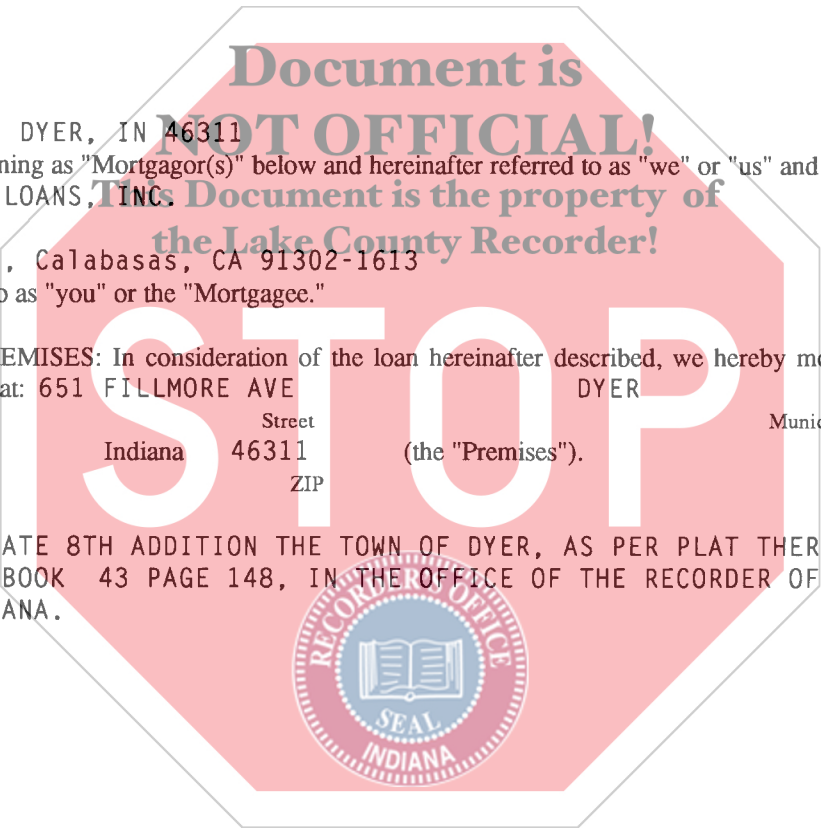 Document is
DYER, IN 46311
NOT OFFICIAL!
ning as "Mortgagor(s)" below and hereinafter referred to as "we" or "us" and
LOANS, INC.
This Document is the property of
the Lake County Recorder!
, Calabasas, CA 91302-1613
o as "you" or the "Mortgagee."
EMISES: In consideration of the loan hereinafter described, we hereby mo
at: 651 FILLMORE AVE DYER
Street Munic
Indiana 46311 (the "Premises").
ZIP
STOP
ATE 8TH ADDITION THE TOWN OF DYER, AS PER PLAT THER
BOOK 43 PAGE 148, IN THE OFFICE OF THE RECORDER OF
ANA.
RECORDER'S OFFICE
SEAL
INDIANA